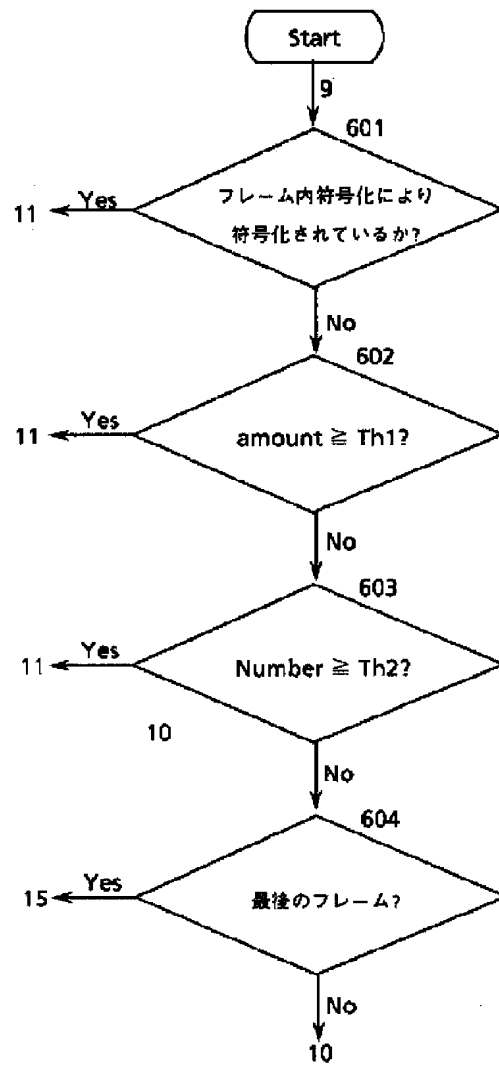 Start
9
601
フレーム内符号化により
符号化されているか?
Yes
11
No
602
amount ≧ Th1?
Yes
11
No
603
Number ≧ Th2?
Yes
11
10
No
604
最後のフレーム?
Yes
15
No
10